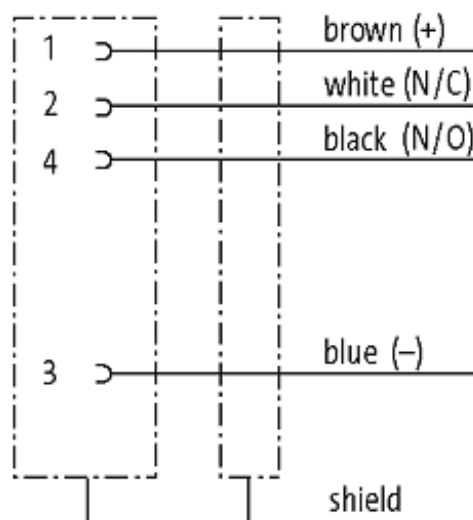 1 brown (+)
2 white (N/C)
4 black (N/O)
3 blue (–)
shield